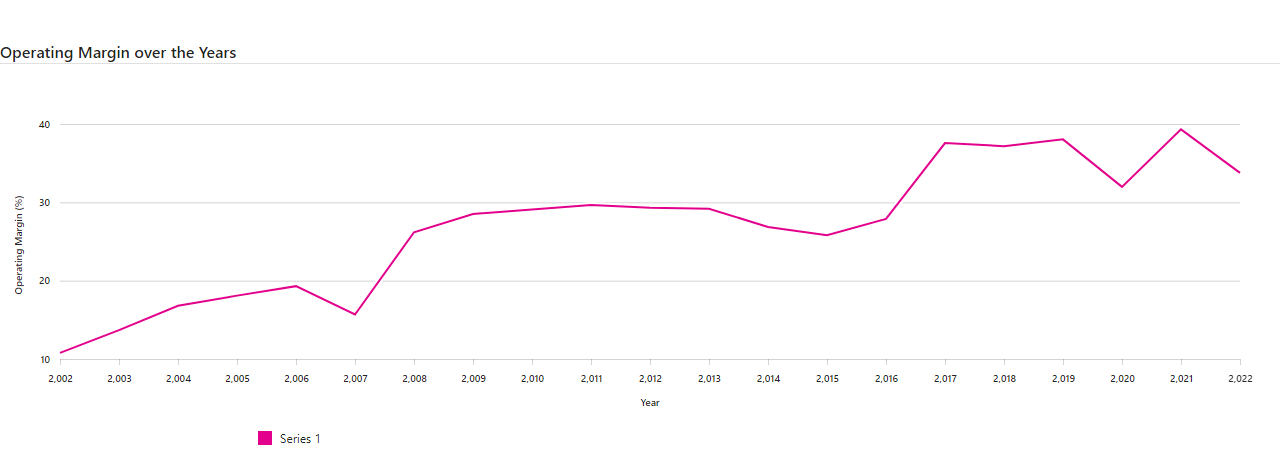 Operating Margin over the Years
40
30
20
10
Operating Margin (%)
2,002 2,003 2,004 2,005 2,006 2,007 2,008 2,009 2,010 2,011 2,012 2,013 2,014 2,015 2,016 2,017 2,018 2,019 2,020 2,021 2,022
Year
Series 1